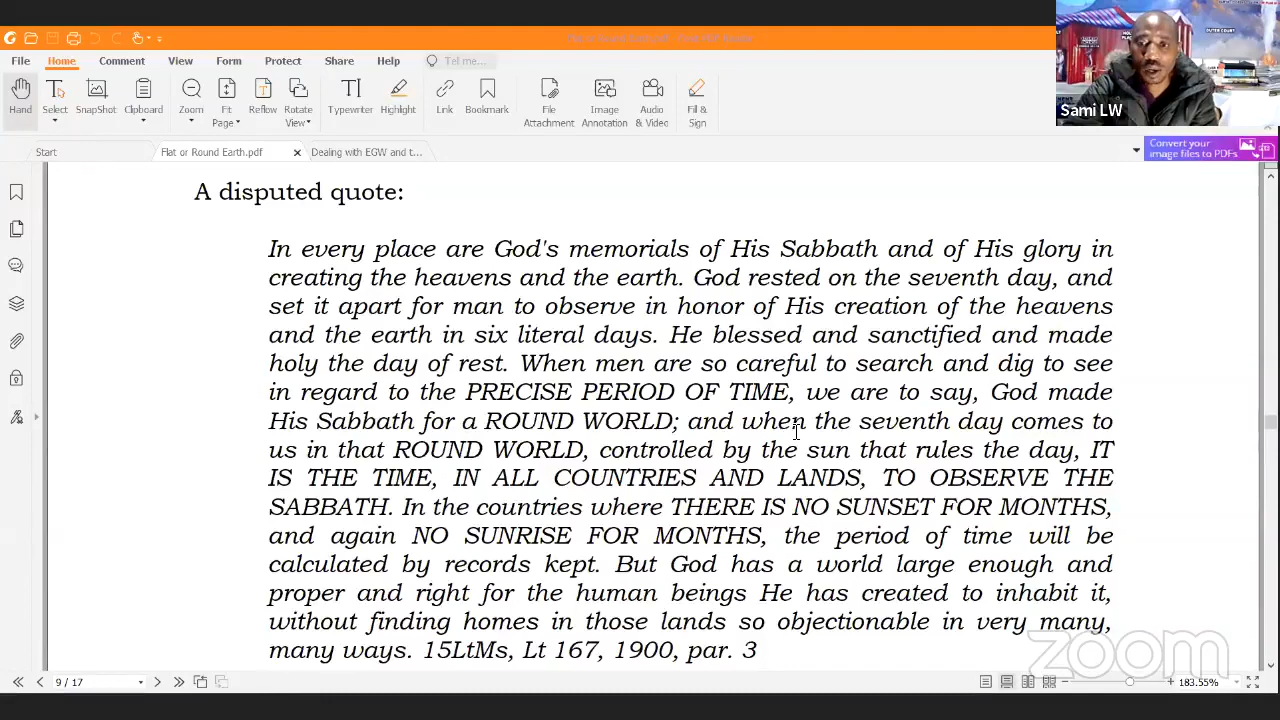 Flat or Round Earth.pdf - Foxit PDF Reader
File Home Comment View Form Protect Share Help Tell me...
Hand Select SnapShot Clipboard Zoom Fit Page Reflow Rotate View Typewriter Highlight Link Bookmark File Attachment Image Annotation Audo & Video Fill & Sign
Sami LW
Start Flat or Round Earth.pdf Dealing with EGW and t...
Convert your
image files to PDFs
A disputed quote:
In every place are God's memorials of His Sabbath and of His glory in
creating the heavens and the earth. God rested on the seventh day, and
set it apart for man to observe in honor of His creation of the heavens
and the earth in six literal days. He blessed and sanctified and made
holy the day of rest. When men are so careful to search and dig to see
in regard to the PRECISE PERIOD OF TIME, we are to say, God made
His Sabbath for a ROUND WORLD; and when the seventh day comes to
us in that ROUND WORLD, controlled by the sun that rules the day, IT
IS THE TIME, IN ALL COUNTRIES AND LANDS, TO OBSERVE THE
SABBATH. In the countries where THERE IS NO SUNSET FOR MONTHS,
and again NO SUNRISE FOR MONTHS, the period of time will be
calculated by records kept. But God has a world large enough and
proper and right for the human beings He has created to inhabit it,
without finding homes in those lands so objectionable in very many,
many ways. 15LtMs, Lt 167, 1900, par. 3
zoom
9 / 17
183.55%